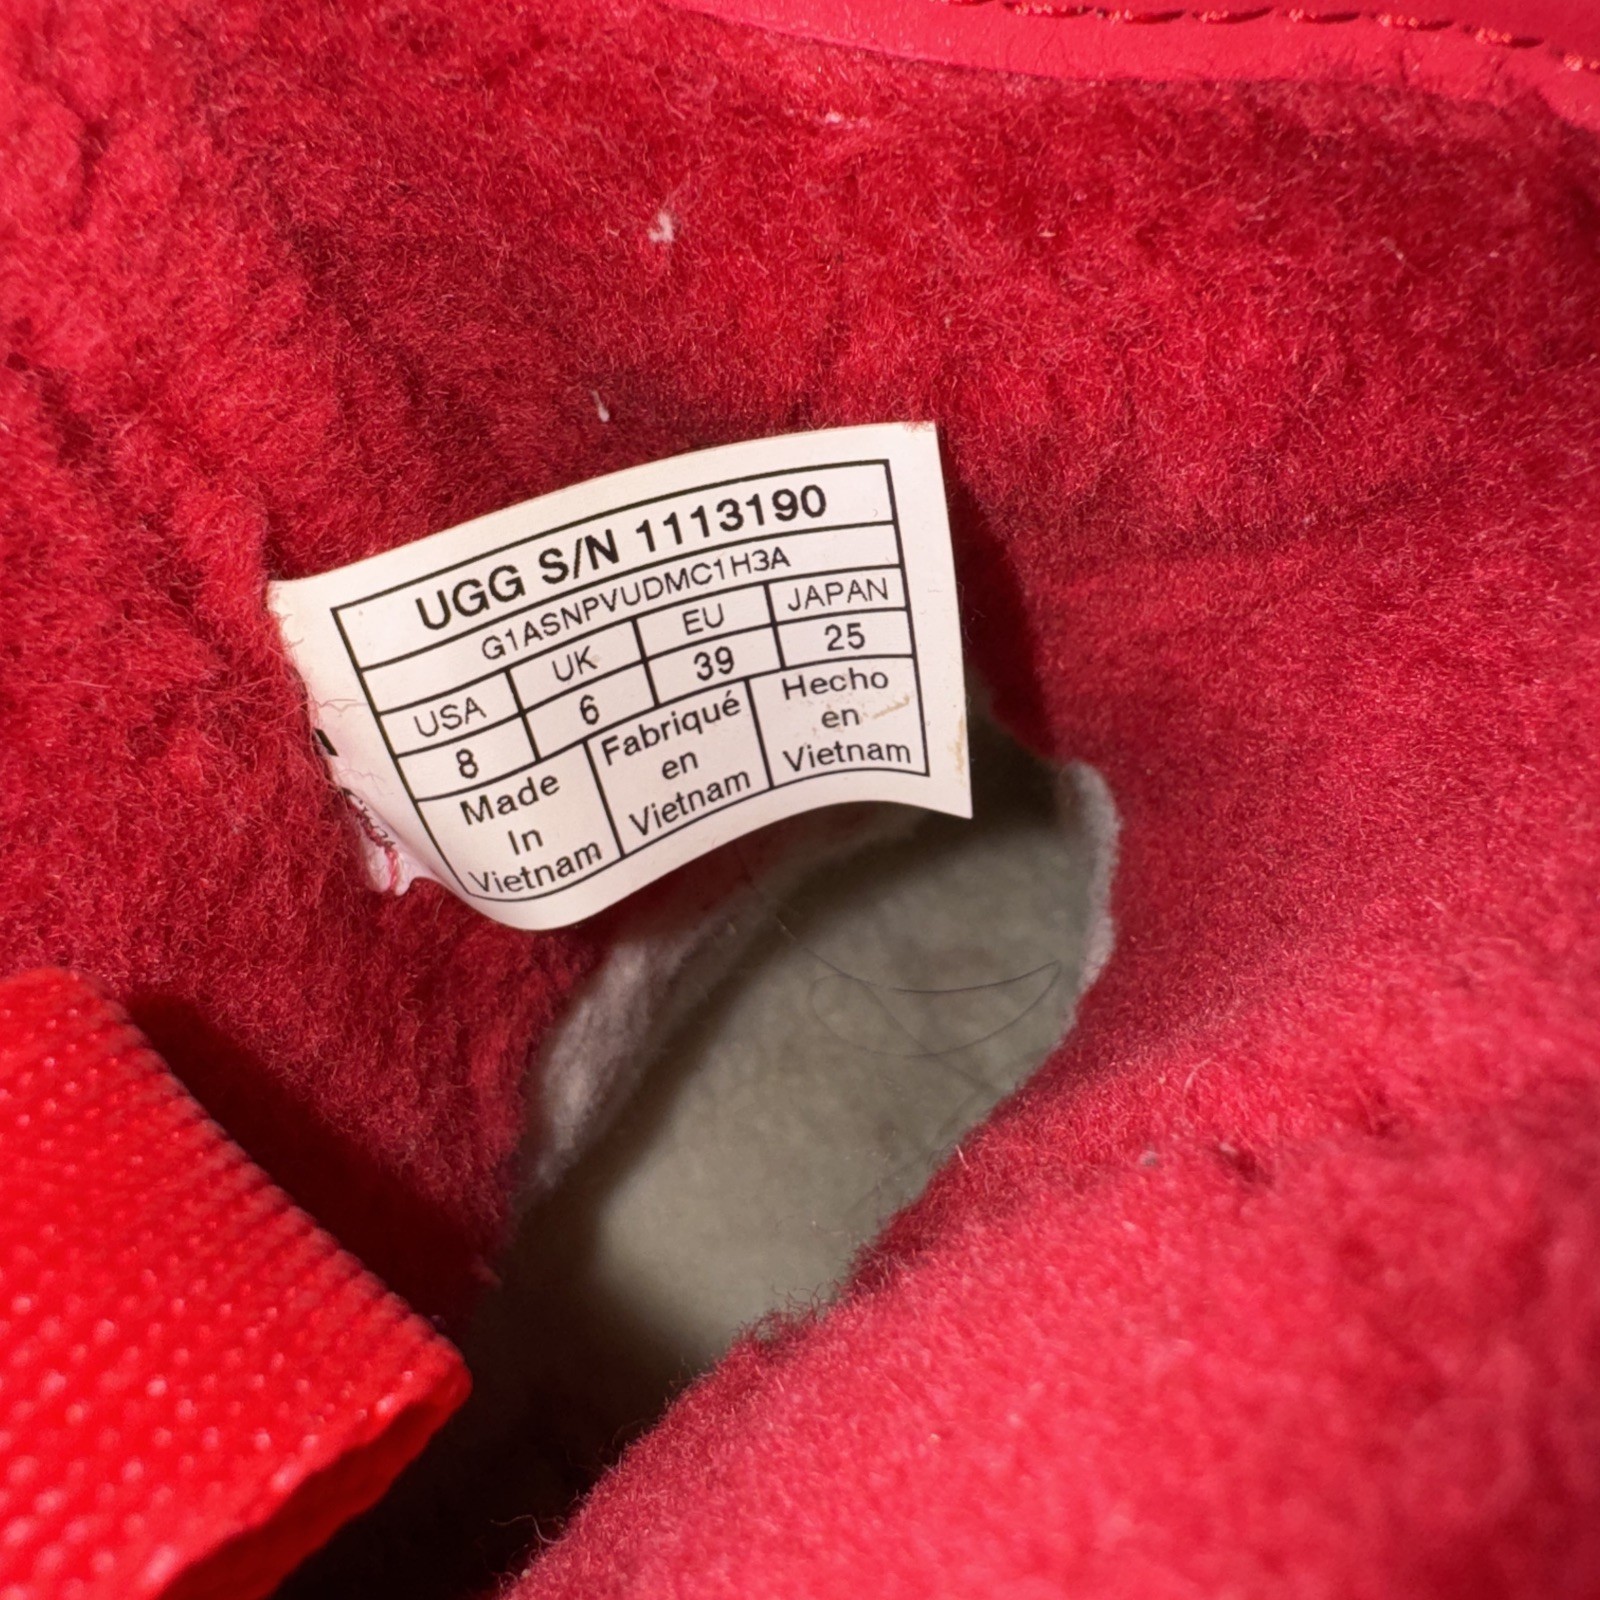 UGG S/N 1113190
G1ASNPVUDMC1H3A
USA UK EU JAPAN
8 6 39 25
Made In Vietnam
Fabriqué en Vietnam
Hecho en Vietnam